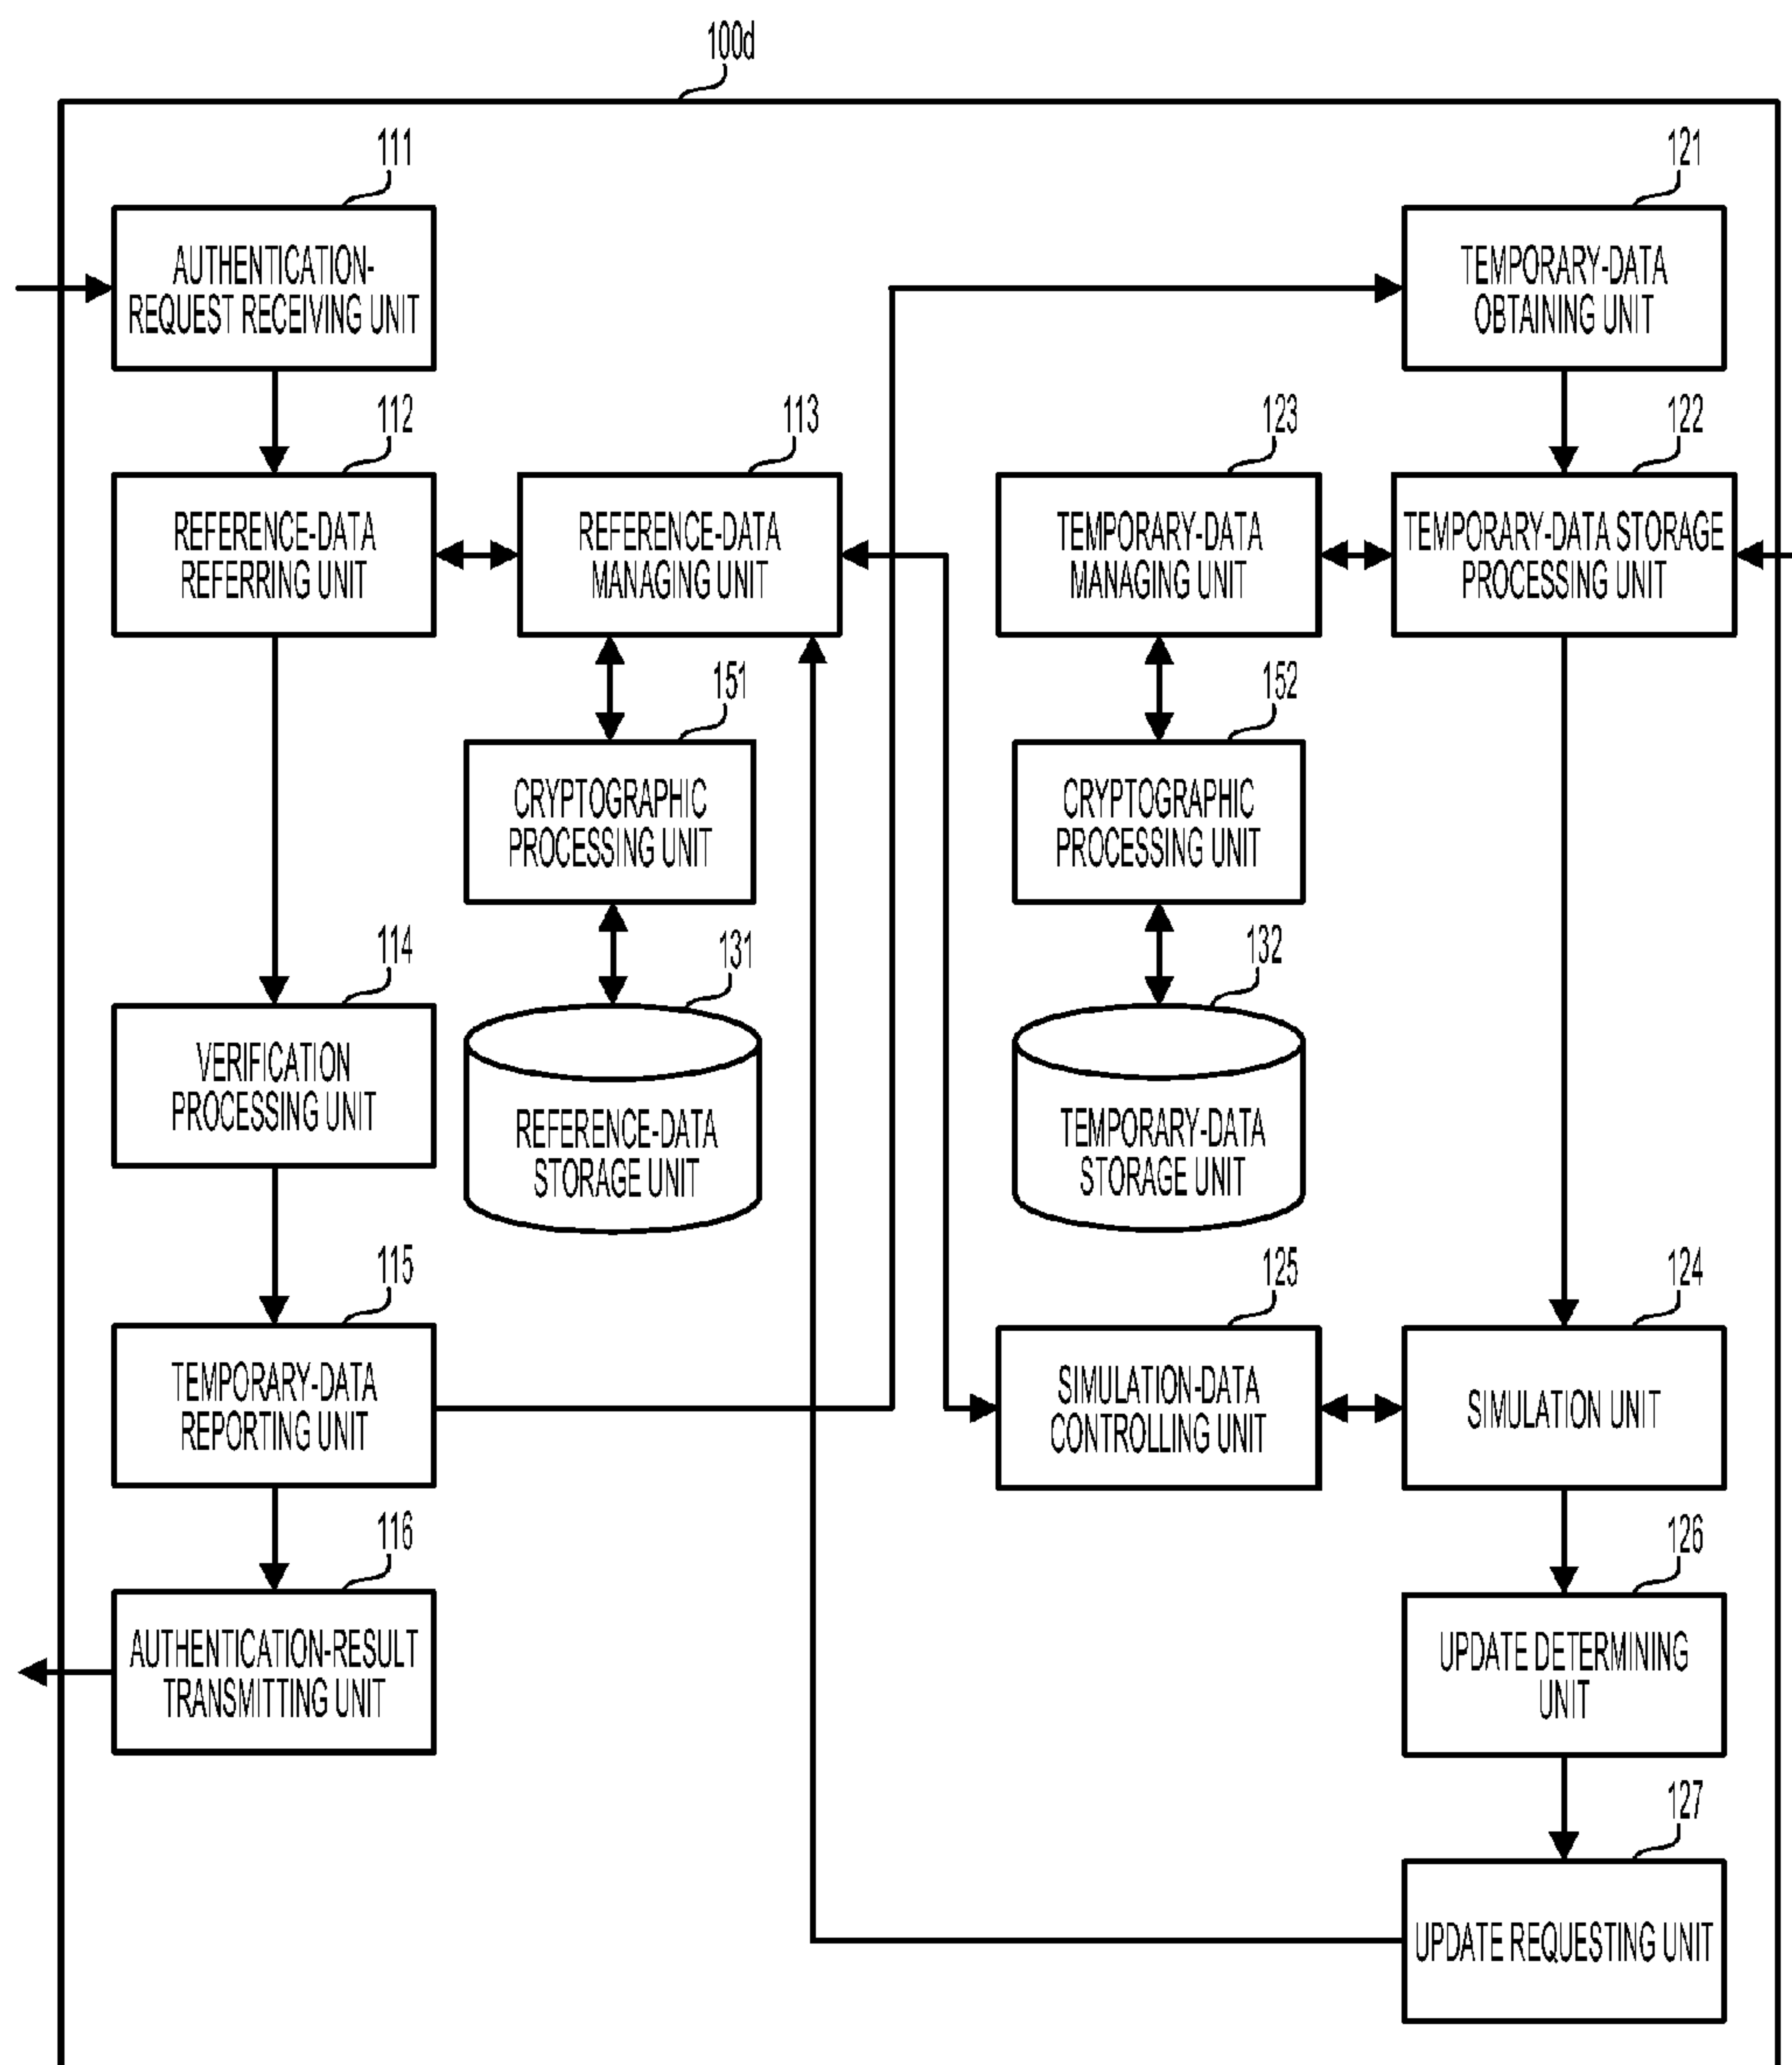 100d
111
AUTHENTICATION-
REQUEST RECEIVING UNIT
121
TEMPORARY-DATA
OBTAINING UNIT
112
REFERENCE-DATA
REFERRING UNIT
113
REFERENCE-DATA
MANAGING UNIT
123
TEMPORARY-DATA
MANAGING UNIT
122
TEMPORARY-DATA STORAGE
PROCESSING UNIT
151
CRYPTOGRAPHIC
PROCESSING UNIT
152
CRYPTOGRAPHIC
PROCESSING UNIT
114
VERIFICATION
PROCESSING UNIT
131
REFERENCE-DATA
STORAGE UNIT
132
TEMPORARY-DATA
STORAGE UNIT
115
TEMPORARY-DATA
REPORTING UNIT
125
SIMULATION-DATA
CONTROLLING UNIT
124
SIMULATION UNIT
116
AUTHENTICATION-RESULT
TRANSMITTING UNIT
126
UPDATE DETERMINING
UNIT
127
UPDATE REQUESTING UNIT